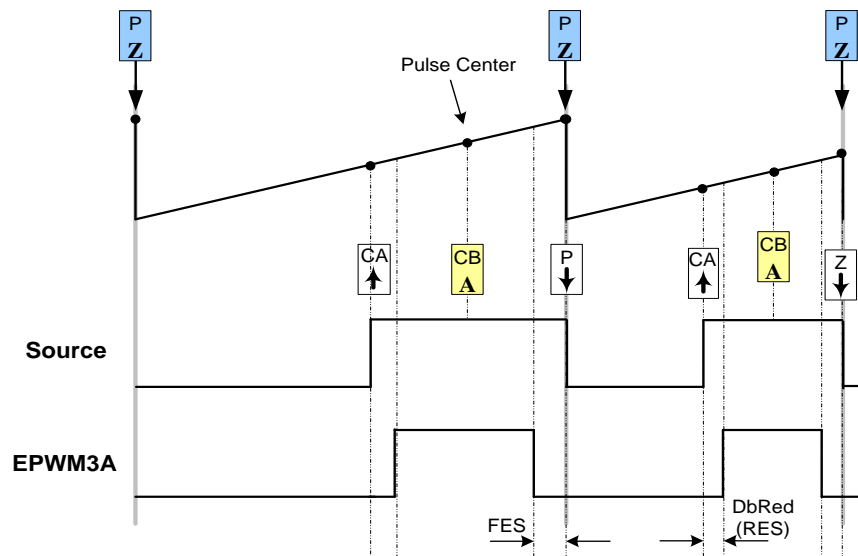 P
Z
P
Z
P
Z
Pulse Center
CA
CB
A
P
CA
CB
A
Z
Source
EPWM3A
FES
DbRed
(RES)